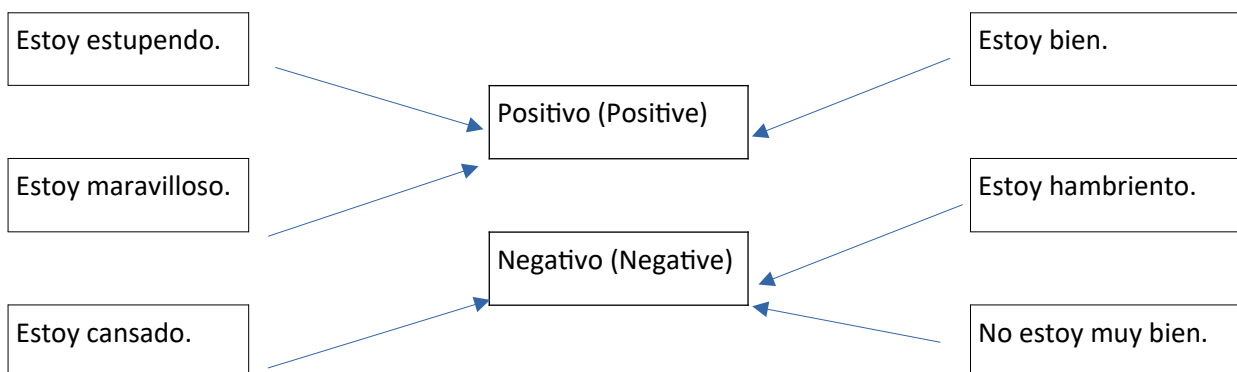 Estoy estupendo.
Estoy bien.
Positivo (Positive)
Estoy maravilloso.
Estoy hambriento.
Negativo (Negative)
Estoy cansado.
No estoy muy bien.